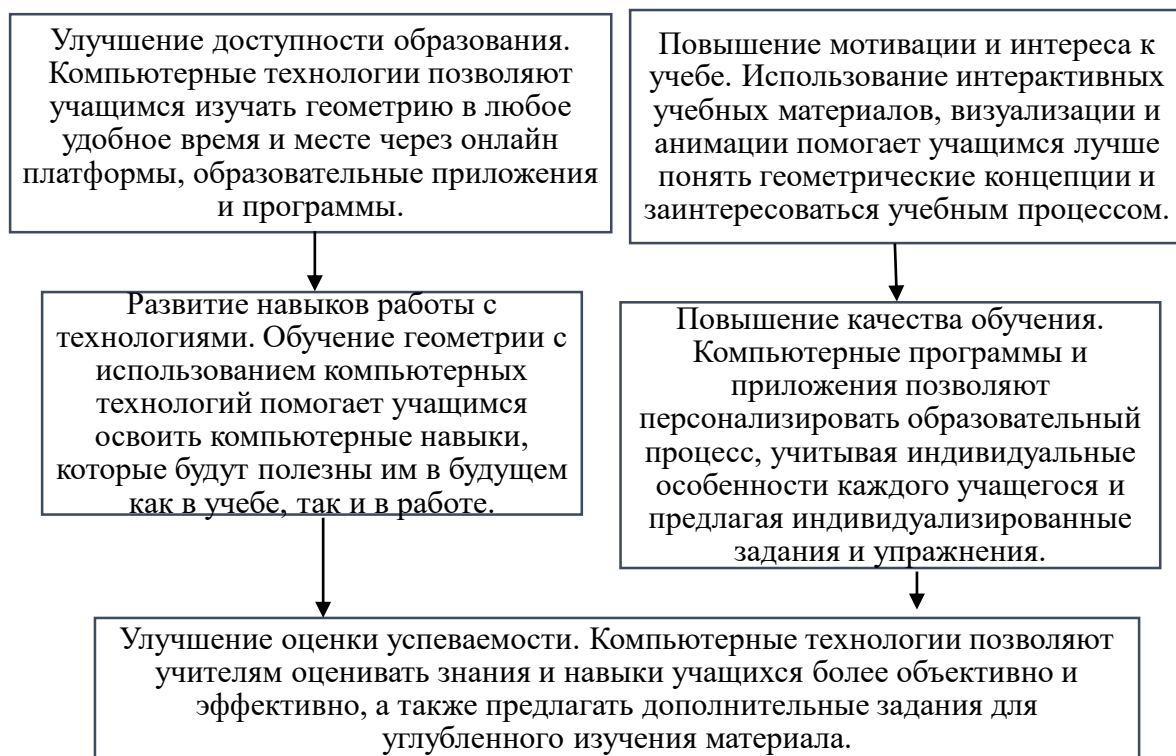 Улучшение доступности образования.
Компьютерные технологии позволяют
учащимся изучать геометрию в любое
удобное время и месте через онлайн
платформы, образовательные приложения
и программы.
Повышение мотивации и интереса к
учебе. Использование интерактивных
учебных материалов, визуализации и
анимации помогает учащимся лучше
понять геометрические концепции и
заинтересоваться учебным процессом.
Развитие навыков работы с
технологиями. Обучение геометрии с
использованием компьютерных
технологий помогает учащимся
освоить компьютерные навыки,
которые будут полезны им в будущем
как в учебе, так и в работе.
Повышение качества обучения.
Компьютерные программы и
приложения позволяют
персонализировать образовательный
процесс, учитывая индивидуальные
особенности каждого учащегося и
предлагая индивидуализированные
задания и упражнения.
Улучшение оценки успеваемости. Компьютерные технологии позволяют
учителям оценивать знания и навыки учащихся более объективно и
эффективно, а также предлагать дополнительные задания для
углубленного изучения материала.